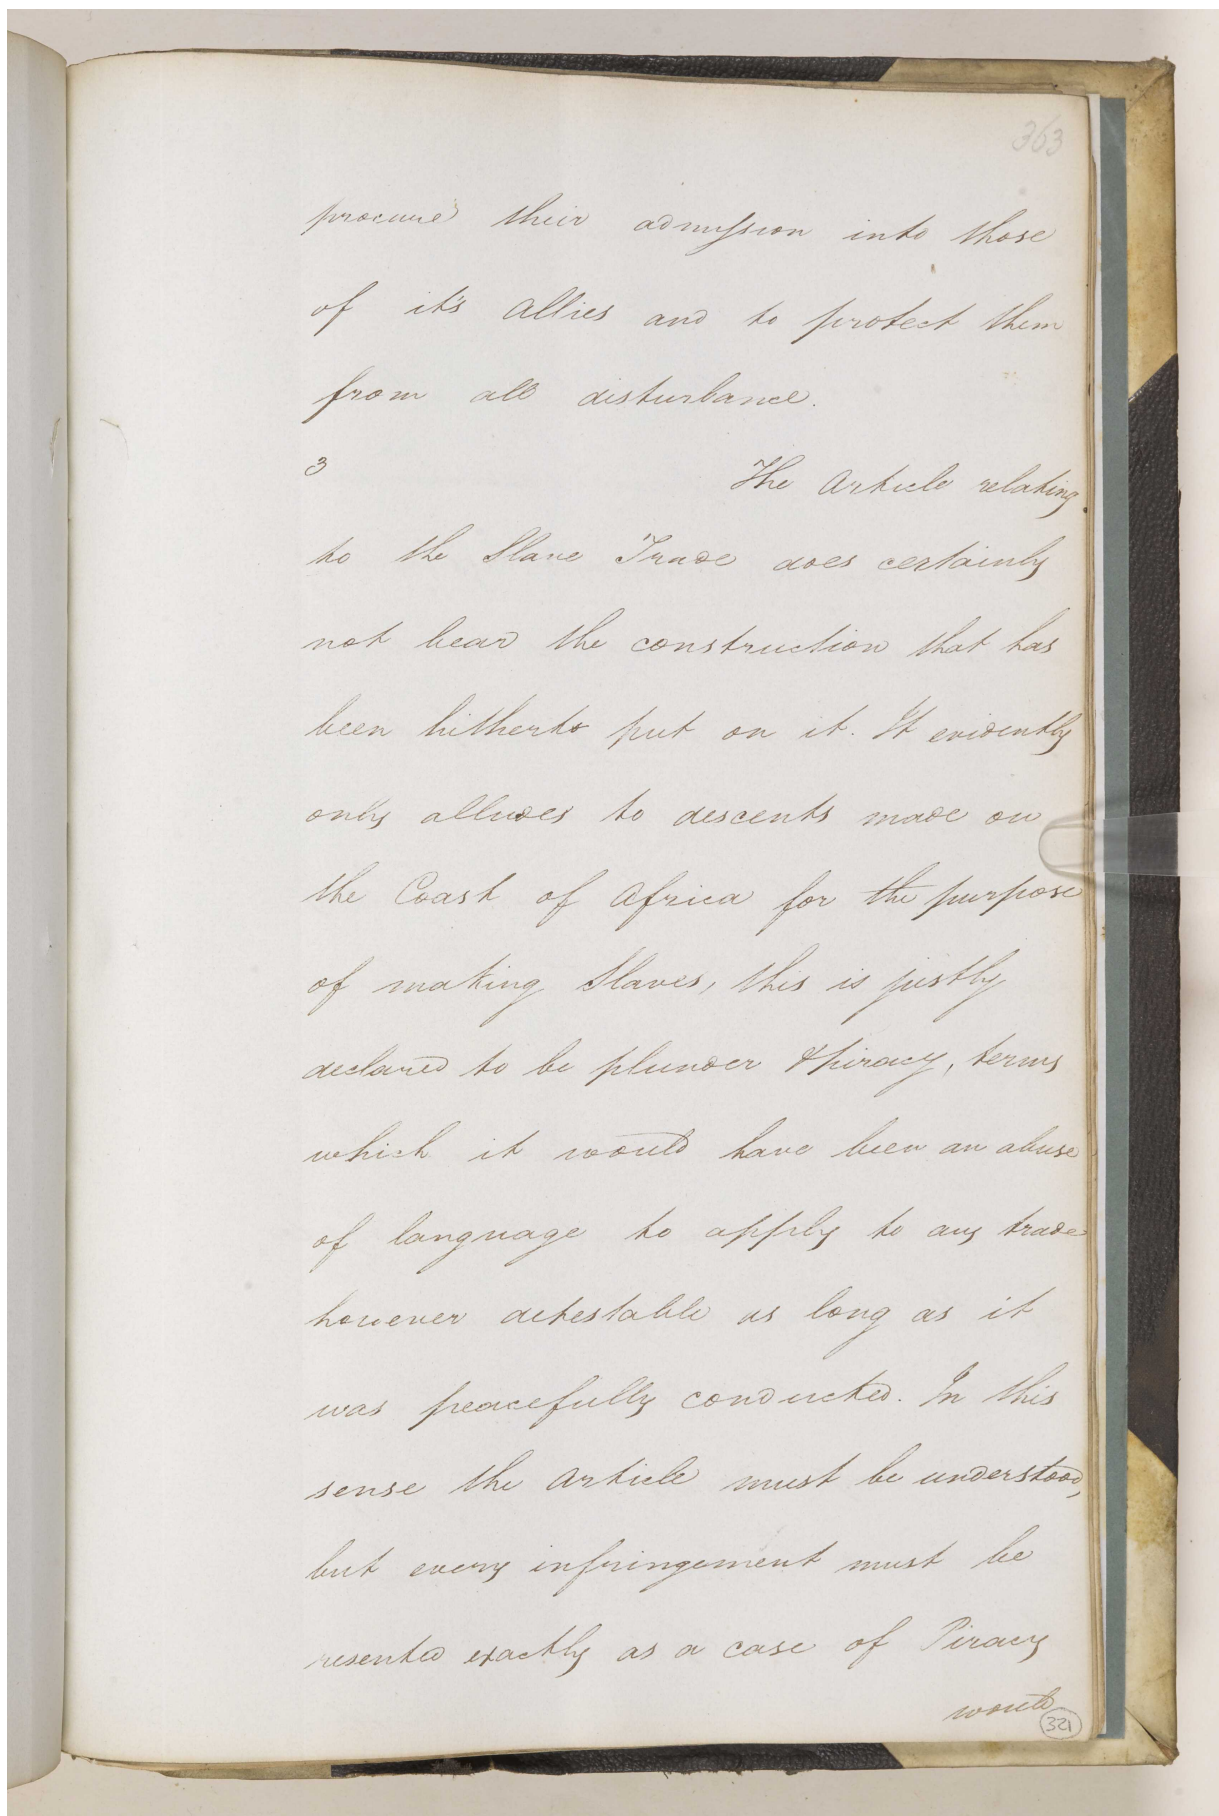 363
procure their admission into those
of it's Allies and to protect them
from all disturbance.
3 The Article relating
to the Slave Trade does certainly
not bear the construction that has
been hitherto put on it. It evidently
only alludes to descents made on
the Coast of Africa for the purpose
of making Slaves, this is justly
declared to be plunder & piracy, terms
which it would have been an abuse
of language to apply to any trade
however detestable as long as it
was peacefully conducted. In this
sense the Article must be understood,
but every infringement must be
resented exactly as a case of Piracy
would
321